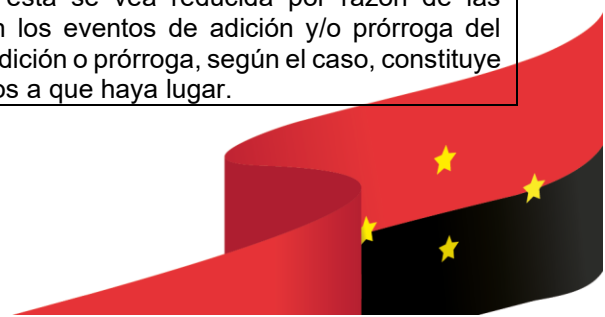 esta se vea reducida por razón de las
los eventos de adición y/o prórroga del
dición o prórroga, según el caso, constituye
os a que haya lugar.